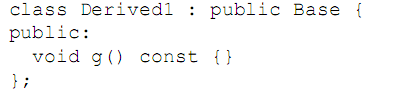 class Derived1 : public Base {
public:
  void g() const {}
};